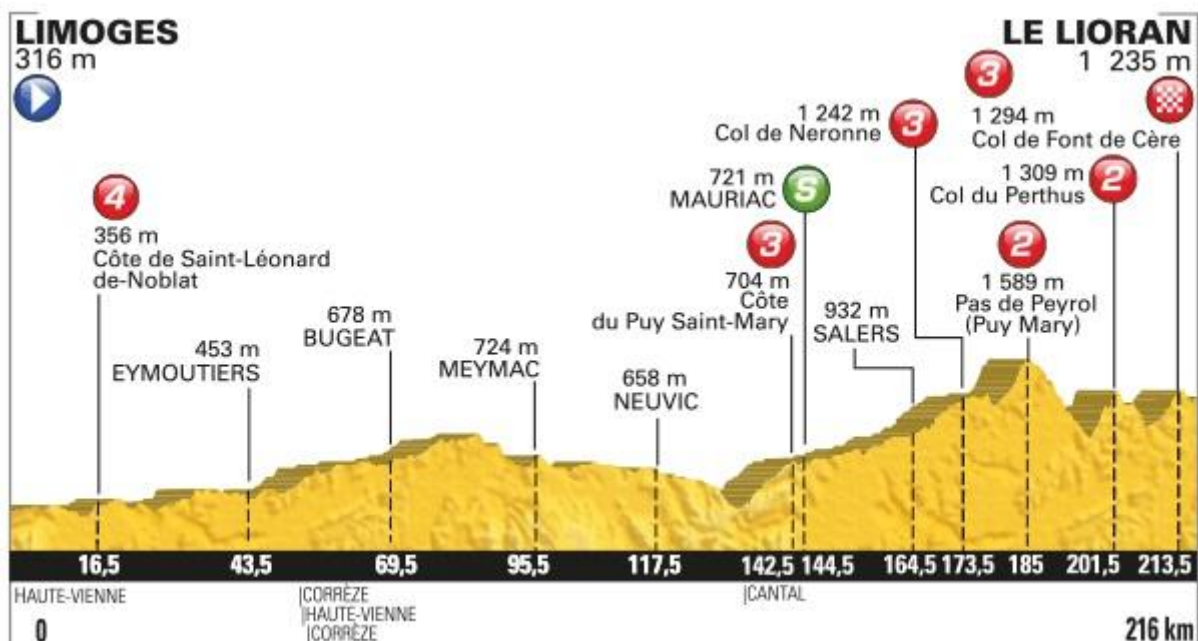 LIMOGES
316 m
LE LIORAN
1 235 m
4
356 m
Côte de Saint-Léonard
de-Noblat
453 m
EYMOUTIERS
678 m
BUGEAT
724 m
MEYMAC
658 m
NEUVIC
3
704 m
Côte
du Puy Saint-Mary
S
721 m
MAURIAC
932 m
SALERS
3
1 242 m
Col de Neronne
2
1 589 m
Pas de Peyrol
(Puy Mary)
2
1 309 m
Col du Perthus
3
1 294 m
Col de Font de Cère
16,5 43,5 69,5 95,5 117,5 142,5 144,5 164,5 173,5 185 201,5 213,5
HAUTE-VIENNE |CORRÈZE |CANTAL
|HAUTE-VIENNE
|CORRÈZE
0 216 km